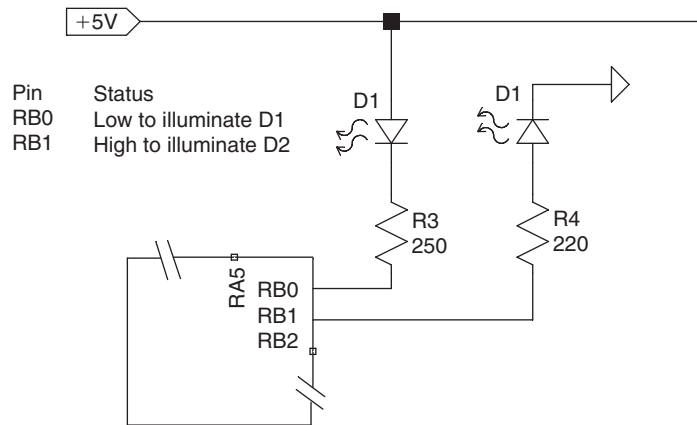 +5V
Pin Status
RB0 Low to illuminate D1
RB1 High to illuminate D2
D1
D1
R3
250
R4
220
RA5
RB0
RB1
RB2